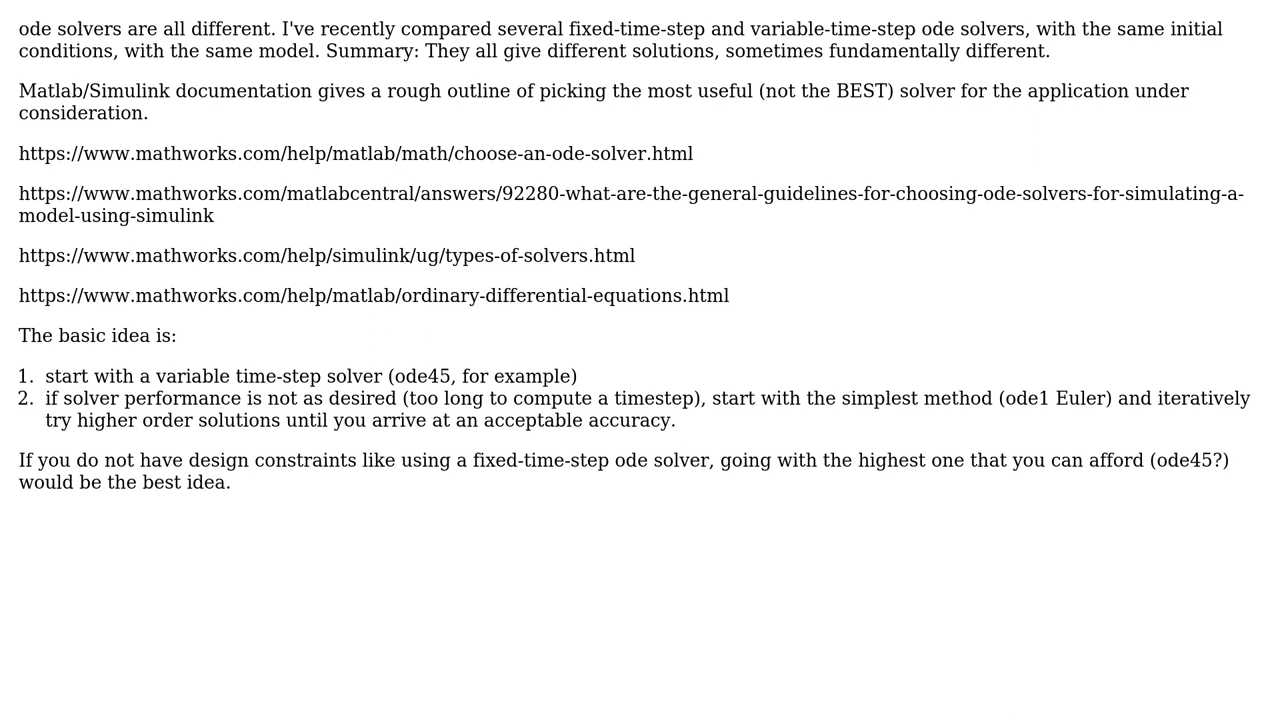 ode solvers are all different. I've recently compared several fixed-time-step and variable-time-step ode solvers, with the same initial
conditions, with the same model. Summary: They all give different solutions, sometimes fundamentally different.
Matlab/Simulink documentation gives a rough outline of picking the most useful (not the BEST) solver for the application under
consideration.
https://www.mathworks.com/help/matlab/math/choose-an-ode-solver.html
https://www.mathworks.com/matlabcentral/answers/92280-what-are-the-general-guidelines-for-choosing-ode-solvers-for-simulating-a-
model-using-simulink
https://www.mathworks.com/help/simulink/ug/types-of-solvers.html
https://www.mathworks.com/help/matlab/ordinary-differential-equations.html
The basic idea is:
1. start with a variable time-step solver (ode45, for example)
2. if solver performance is not as desired (too long to compute a timestep), start with the simplest method (ode1 Euler) and iteratively
try higher order solutions until you arrive at an acceptable accuracy.
If you do not have design constraints like using a fixed-time-step ode solver, going with the highest one that you can afford (ode45?)
would be the best idea.